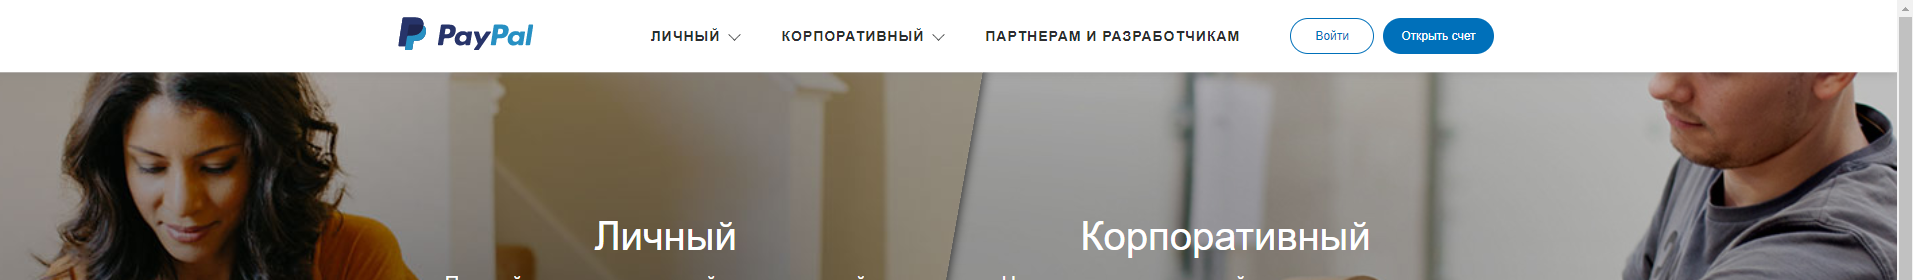 PayPal ЛИЧНЫЙ КОРПОРАТИВНЫЙ ПАРТНЕРАМ И РАЗРАБОТЧИКАМ Войти Открыть счет
Личный
Корпоративный